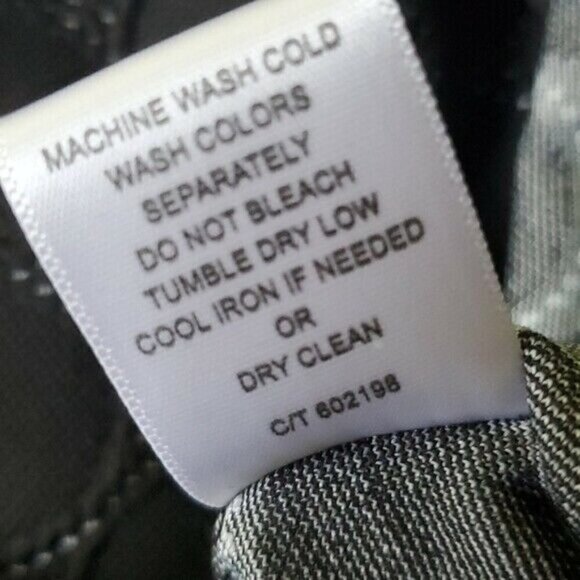 MACHINE WASH COLD
WASH COLORS
SEPARATELY
DO NOT BLEACH
TUMBLE DRY LOW
COOL IRON IF NEEDED
OR
DRY CLEAN
C/T 602198